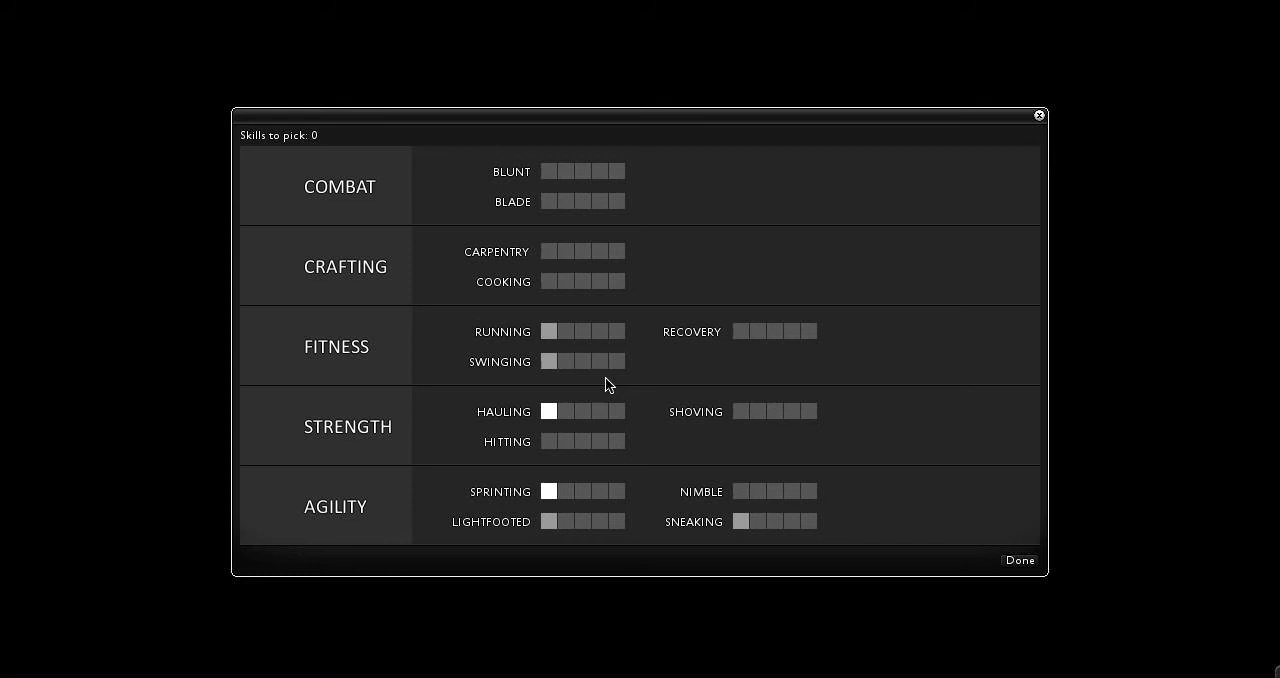 Skills to pick: 0
COMBAT
BLUNT
BLADE
CRAFTING
CARPENTRY
COOKING
FITNESS
RUNNING RECOVERY
SWINGING
STRENGTH
HAULING SHOVING
HITTING
AGILITY
SPRINTING NIMBLE
LIGHTFOOTED SNEAKING
Done